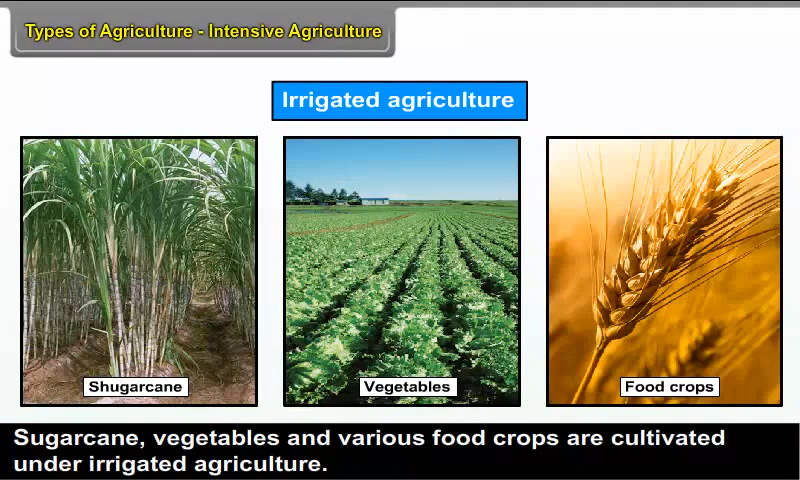 Types of Agriculture - Intensive Agriculture
Irrigated agriculture
Shugarcane
Vegetables
Food crops
Sugarcane, vegetables and various food crops are cultivated
under irrigated agriculture.